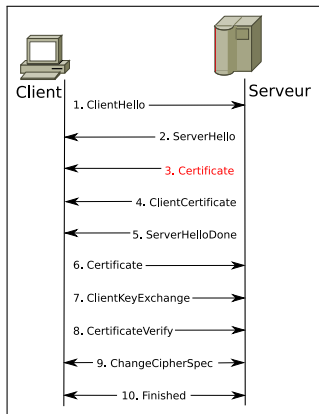 Client
Serveur
1. ClientHello
2. ServerHello
3. Certificate
4. ClientCertificate
5. ServerHelloDone
6. Certificate
7. ClientKeyExchange
8. CertificateVerify
9. ChangeCipherSpec
10. Finished